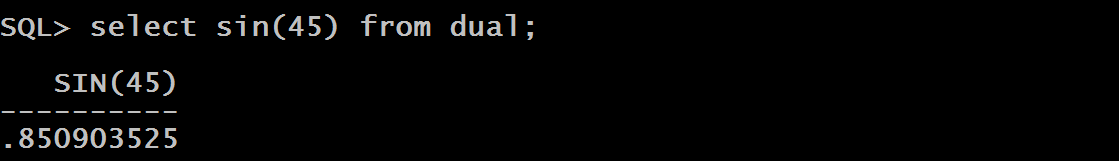 SQL> select sin(45) from dual;
SIN(45)
----------
.850903525